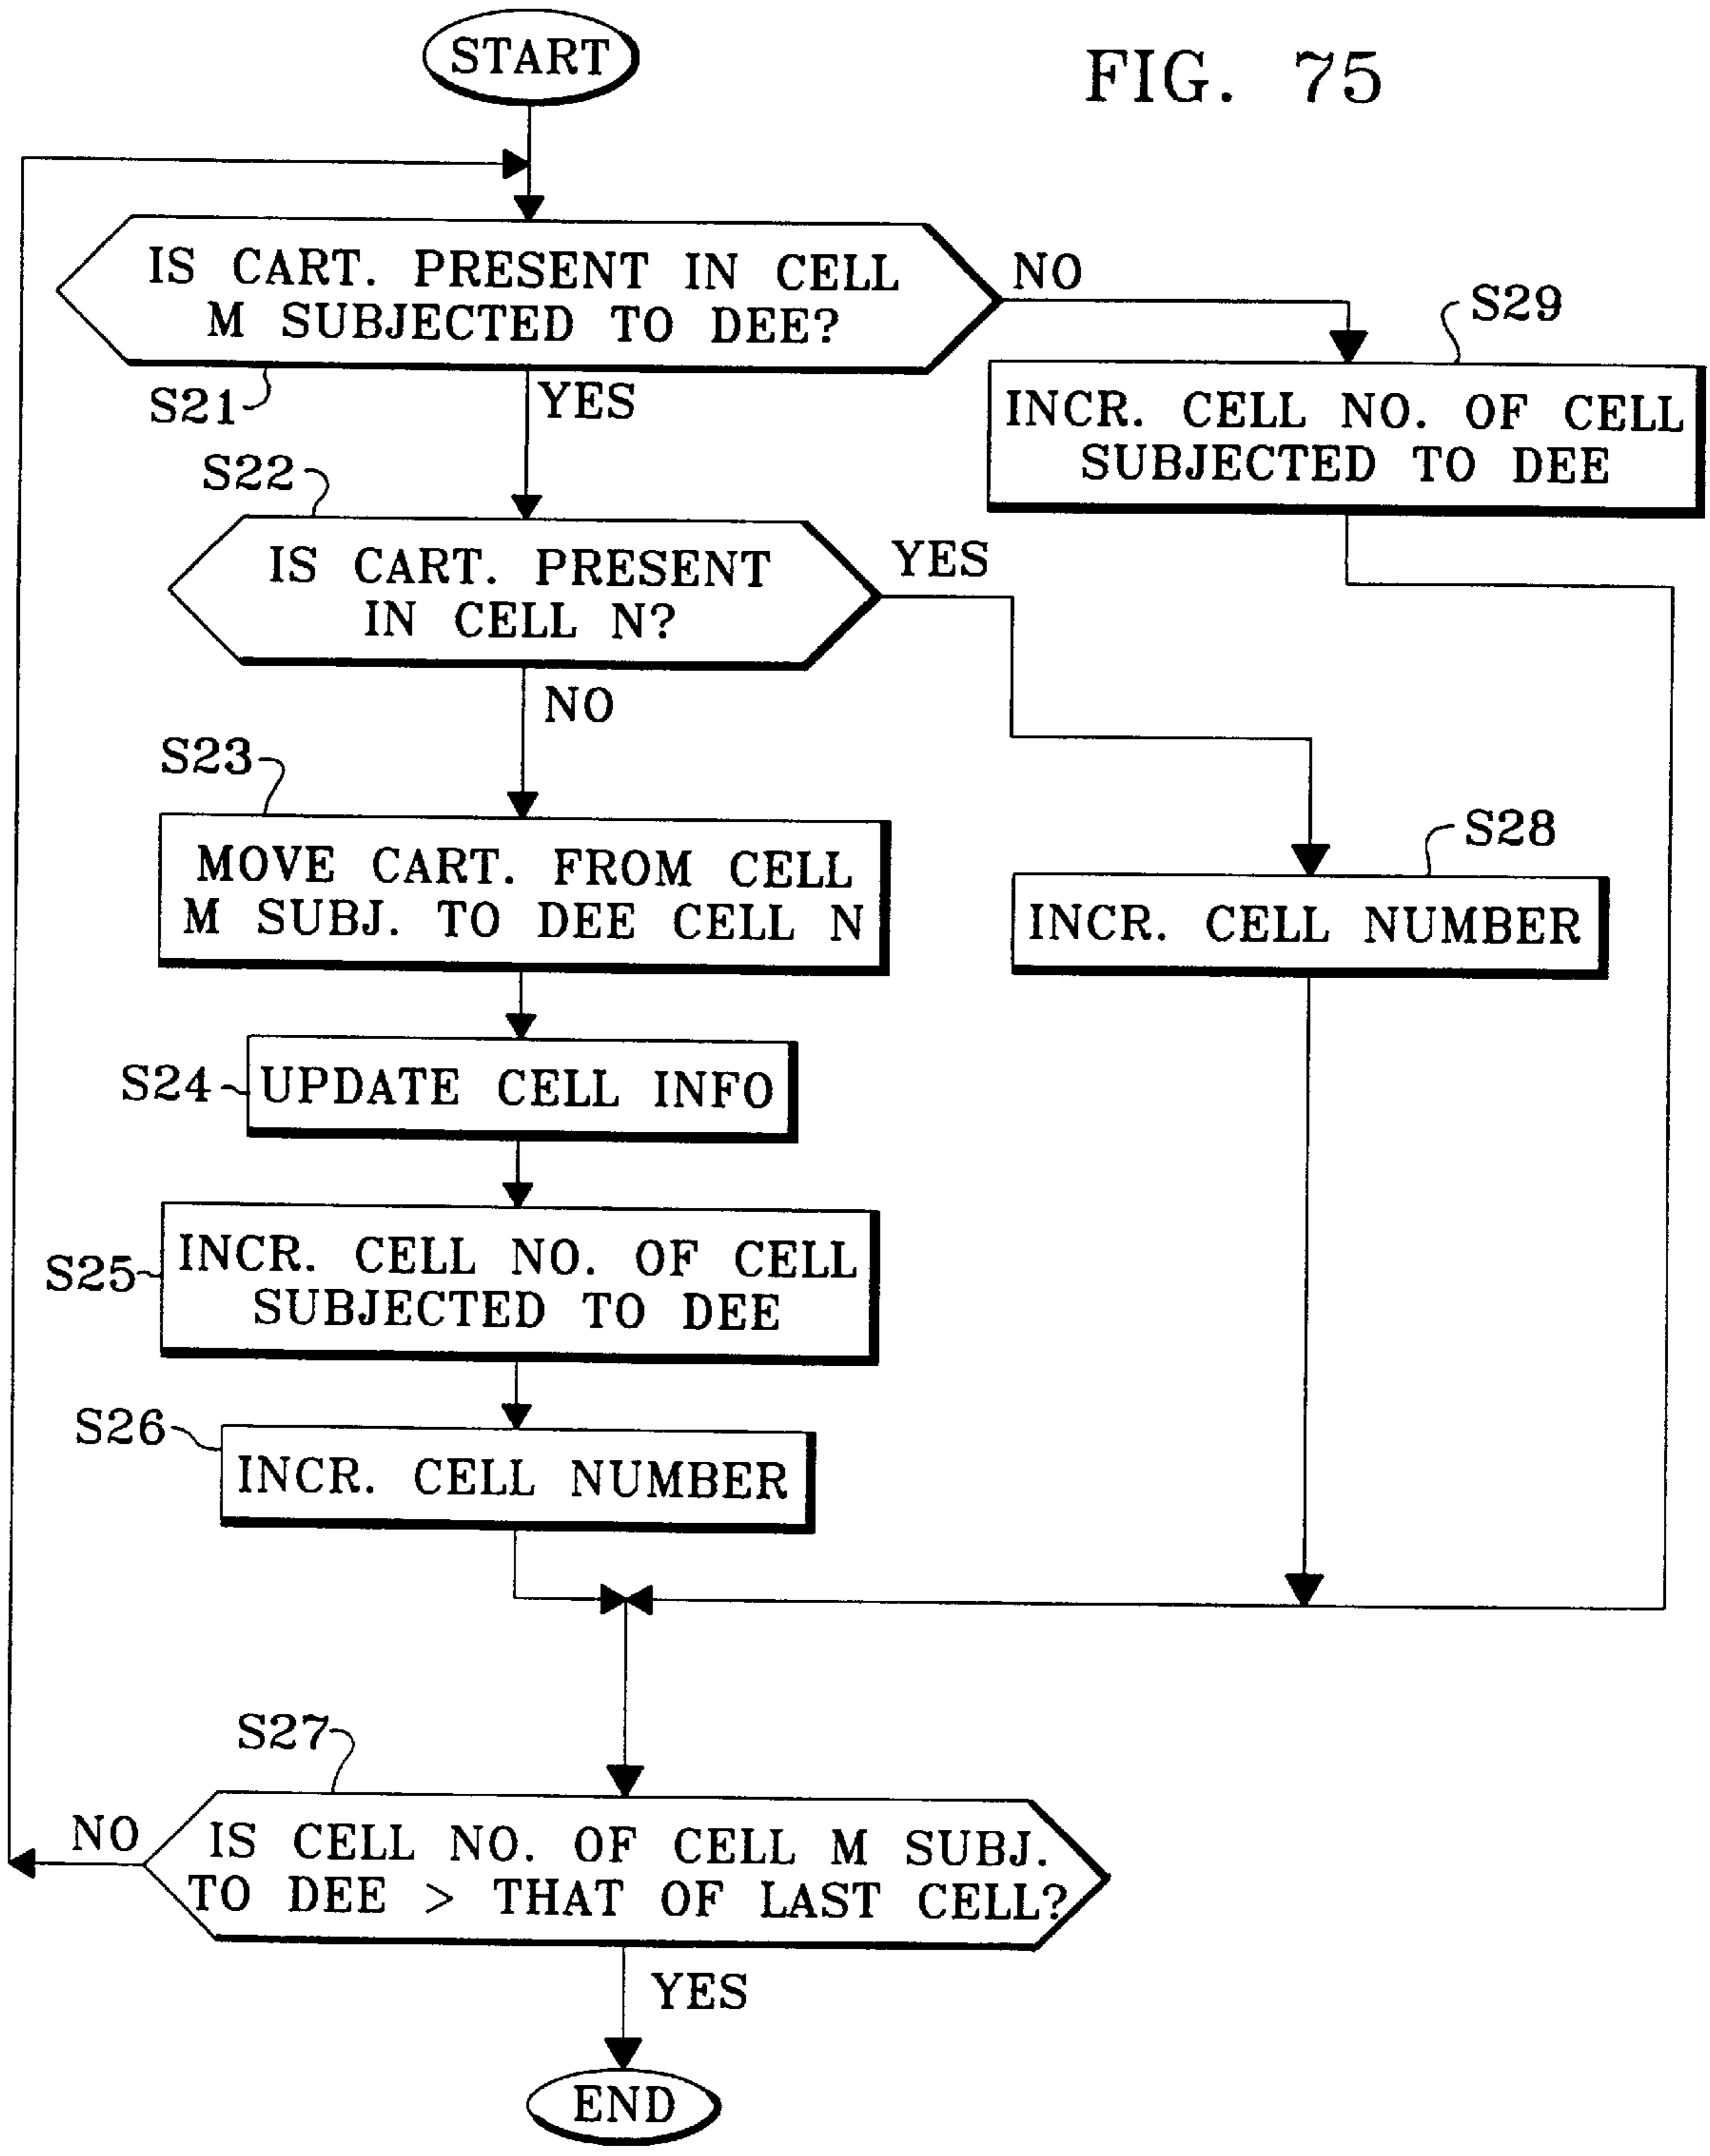 START
FIG. 75
IS CART. PRESENT IN CELL
M SUBJECTED TO DEE?
NO
S29
S21
YES
INCR. CELL NO. OF CELL
SUBJECTED TO DEE
S22
IS CART. PRESENT
IN CELL N?
YES
NO
S23
MOVE CART. FROM CELL
M SUBJ. TO DEE CELL N
S28
INCR. CELL NUMBER
S24
UPDATE CELL INFO
S25
INCR. CELL NO. OF CELL
SUBJECTED TO DEE
S26
INCR. CELL NUMBER
S27
NO
IS CELL NO. OF CELL M SUBJ.
TO DEE > THAT OF LAST CELL?
YES
END